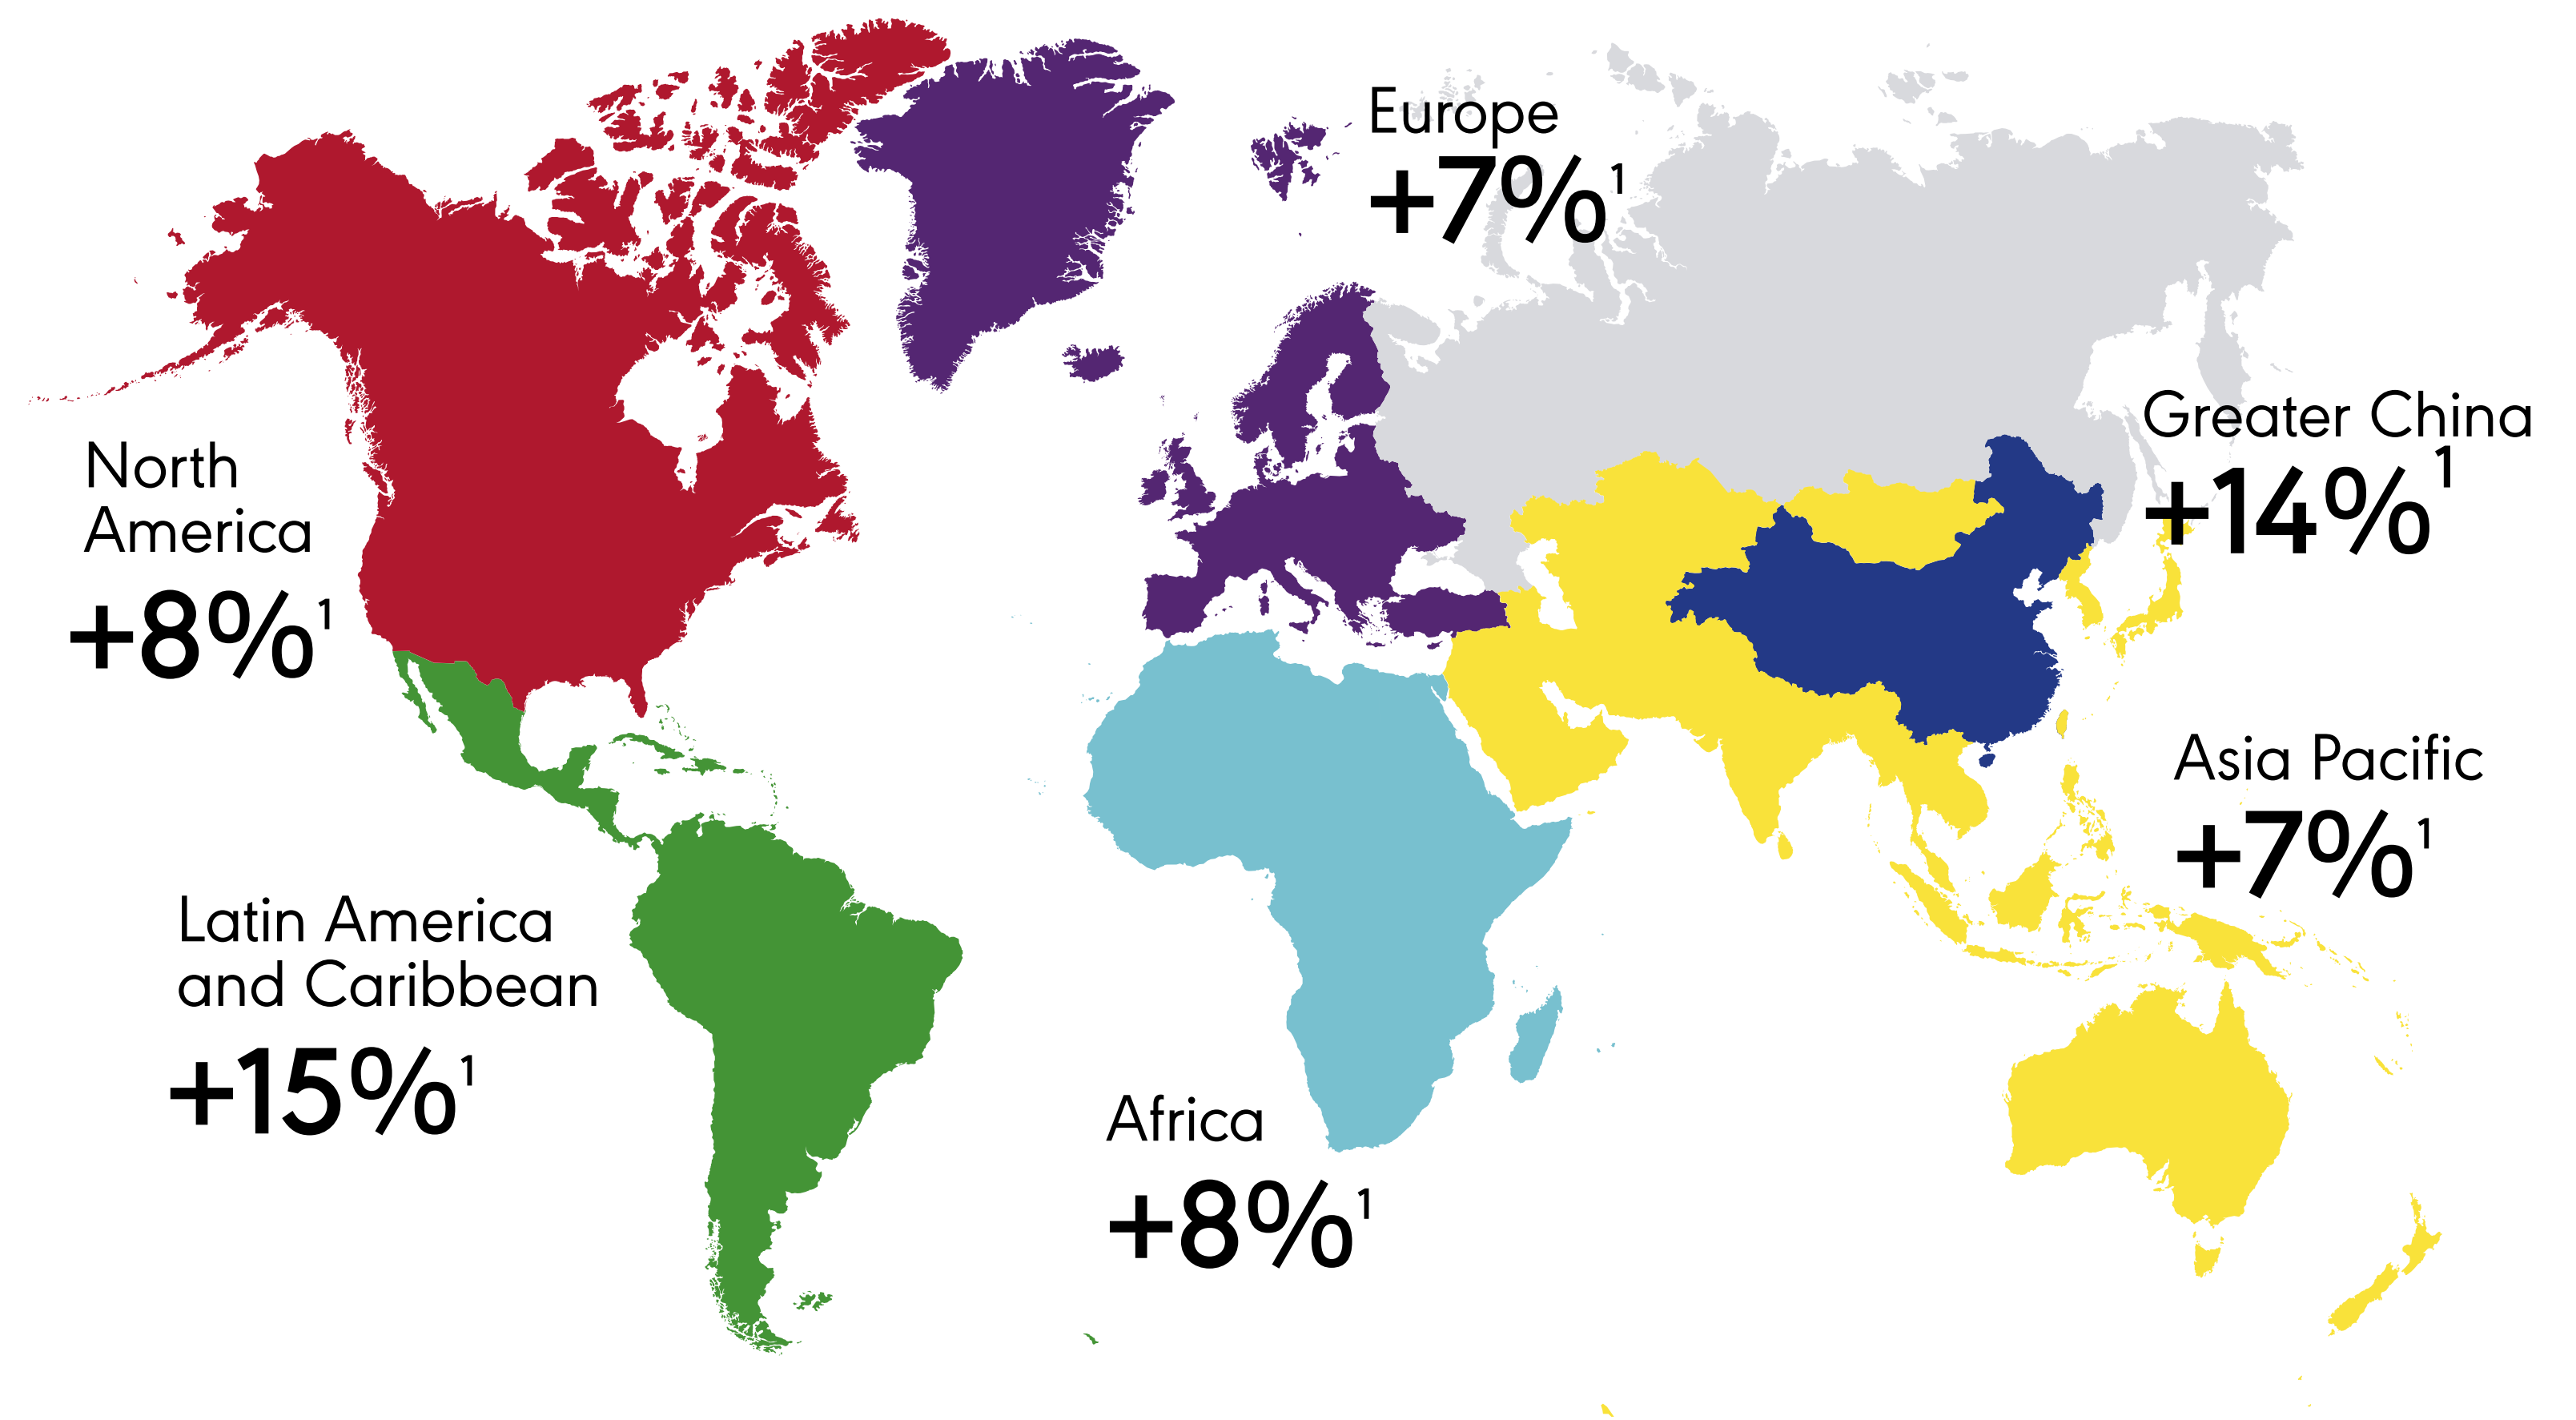 Europe
+7%¹
North
America
+8%¹
Greater China
+14%¹
Asia Pacific
+7%¹
Latin America
and Caribbean
+15%¹
Africa
+8%¹